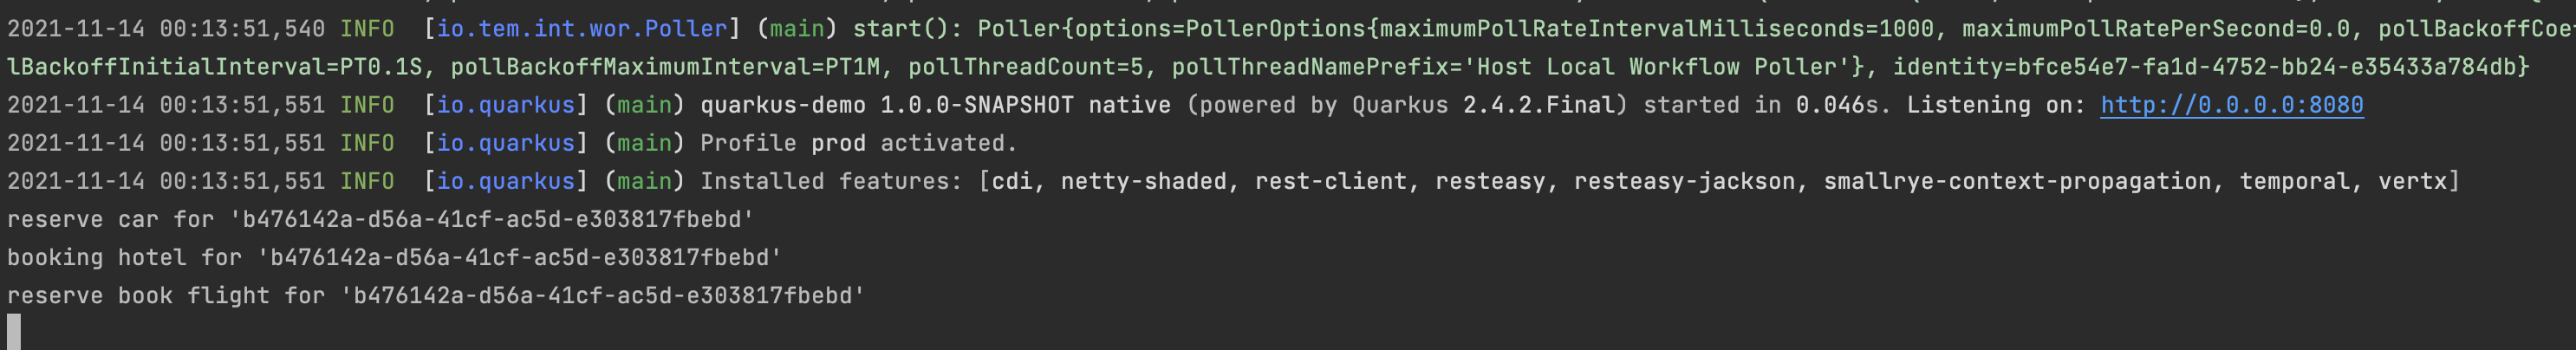 2021-11-14 00:13:51,540 INFO  [io.tem.int.wor.Poller] (main) start(): Poller{options=PollerOptions{maximumPollRateIntervalMilliseconds=1000, maximumPollRatePerSecond=0.0, pollBackoffCoef
lBackoffInitialInterval=PT0.1S, pollBackoffMaximumInterval=PT1M, pollThreadCount=5, pollThreadNamePrefix='Host Local Workflow Poller'}, identity=bfce54e7-fa1d-4752-bb24-e35433a784db}
2021-11-14 00:13:51,551 INFO  [io.quarkus] (main) quarkus-demo 1.0.0-SNAPSHOT native (powered by Quarkus 2.4.2.Final) started in 0.046s. Listening on: http://0.0.0.0:8080
2021-11-14 00:13:51,551 INFO  [io.quarkus] (main) Profile prod activated.
2021-11-14 00:13:51,551 INFO  [io.quarkus] (main) Installed features: [cdi, netty-shaded, rest-client, resteasy, resteasy-jackson, smallrye-context-propagation, temporal, vertx]
reserve car for 'b476142a-d56a-41cf-ac5d-e303817fbebd'
booking hotel for 'b476142a-d56a-41cf-ac5d-e303817fbebd'
reserve book flight for 'b476142a-d56a-41cf-ac5d-e303817fbebd'